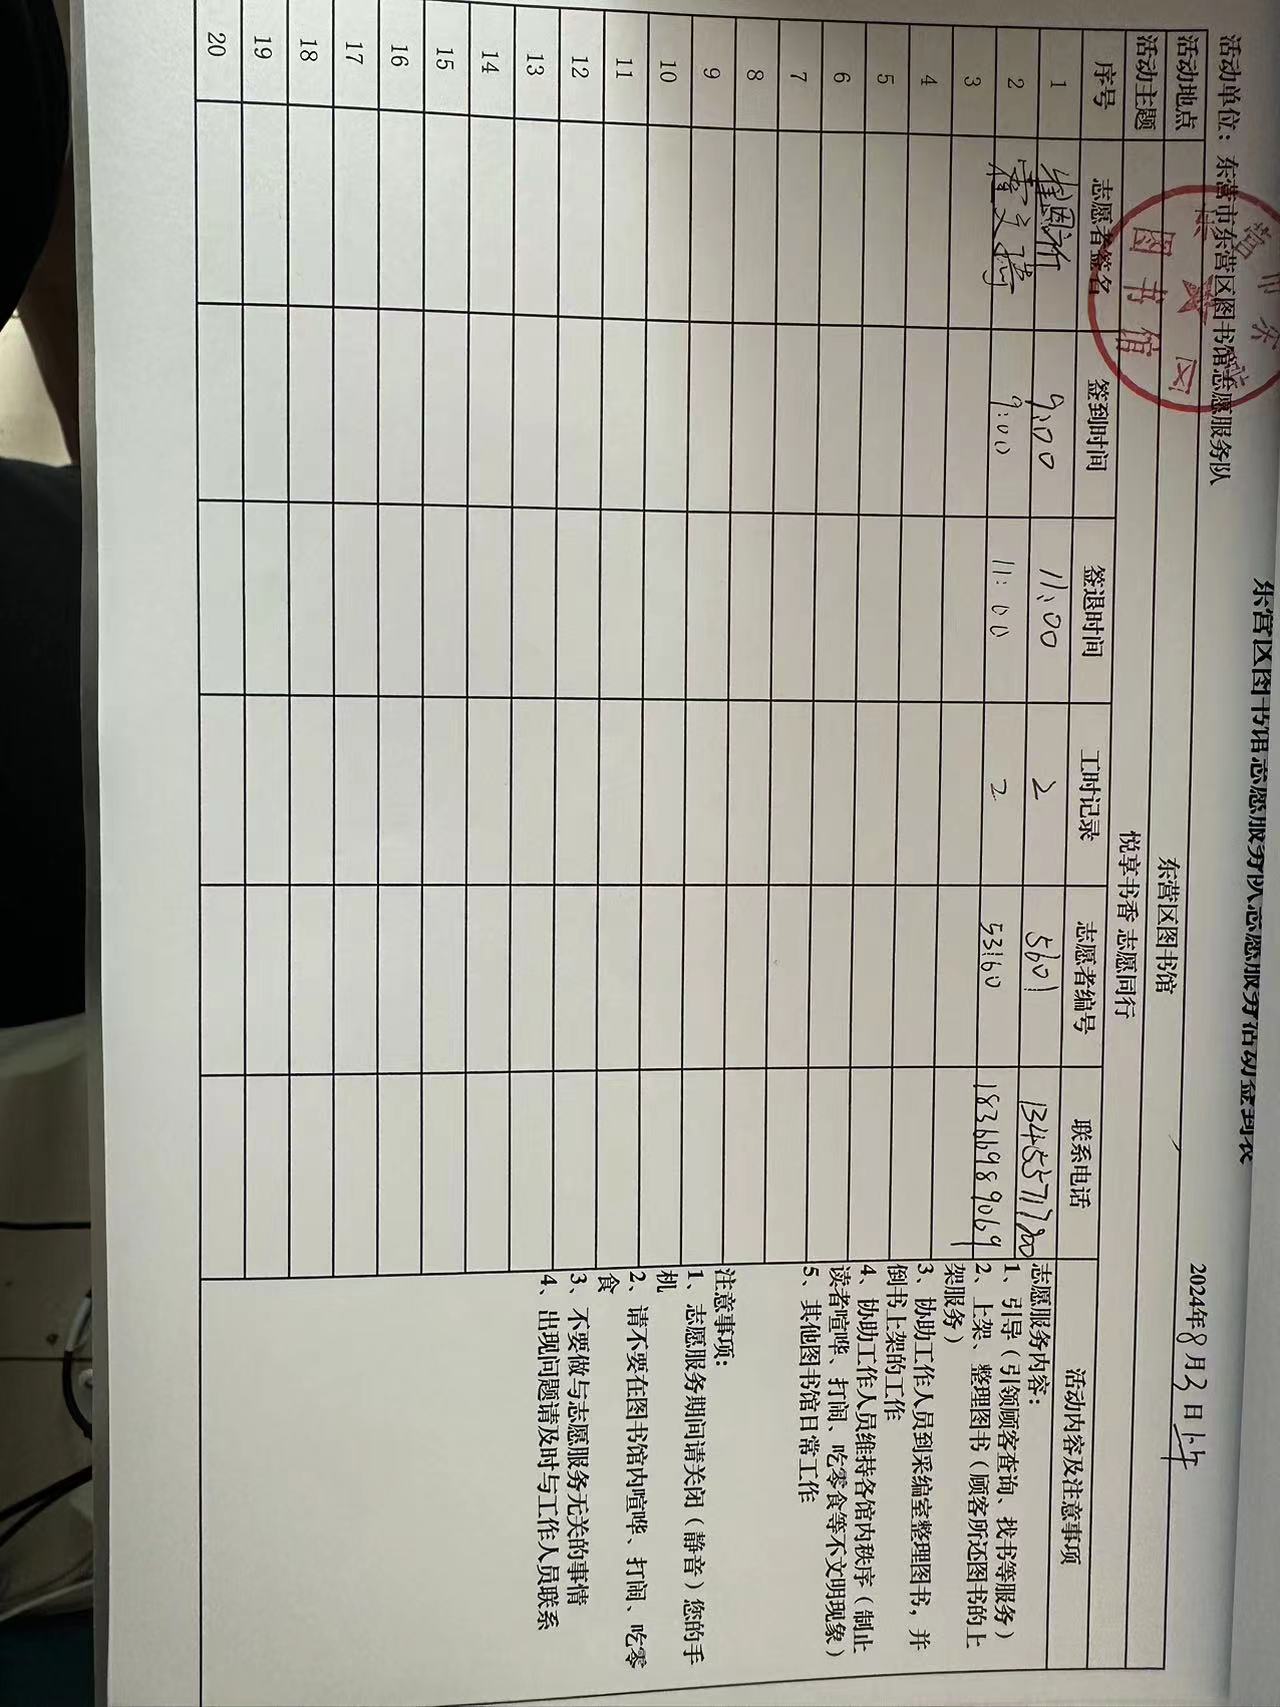 东营区图书馆志愿服务队志愿服务活动签到表
活动单位：东营市东营区图书馆志愿服务队 2024年8月3日上午
活动地点 东营区图书馆
活动主题 悦享书香 志愿同行
序号 志愿者签名 签到时间 签退时间 工时记录 志愿者编号 联系电话 活动内容及注意事项
1 崔恩祈 9:00 11:00 2 5601 13455717200
2 霍文博 9:00 11:00 2 53160 18366989069
3
4
5
6
7
8
9
10
11
12
13
14
15
16
17
18
19
20
志愿服务内容：
1、引导（引领顾客查询、找书等服务）
2、上架、整理图书（顾客所还图书的上
架服务）
3、协助工作人员到采编室整理图书，并
倒书上架的工作
4、协助工作人员维持各馆内秩序（制止
读者喧哗、打闹、吃零食等不文明现象）
5、其他图书馆日常工作
注意事项：
1、志愿服务期间请关闭（静音）您的手
机
2、请不要在图书馆内喧哗、打闹、吃零
食
3、不要做与志愿服务无关的事情
4、出现问题请及时与工作人员联系
图书馆